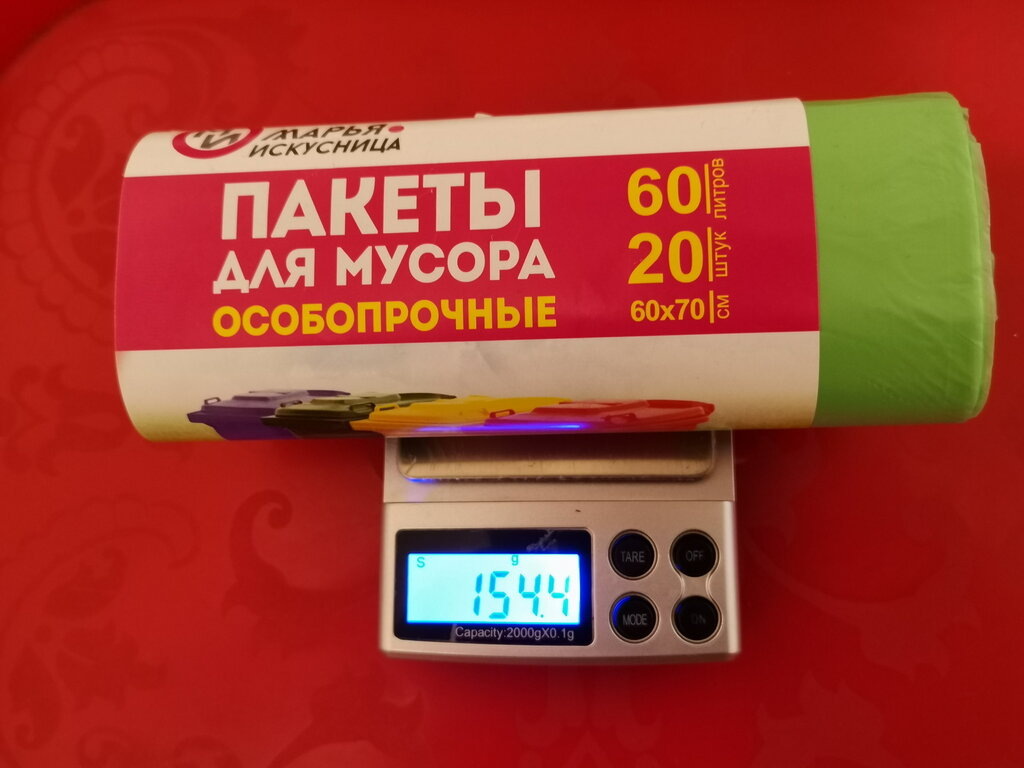 МАРЬЯ
ИСКУСНИЦА
ПАКЕТЫ
ДЛЯ МУСОРА
ОСОБОПРОЧНЫЕ
60 литров
20 штук
60x70 см
S g
154.4
Capacity:2000gX0.1g
TARE OFF
MODE ON